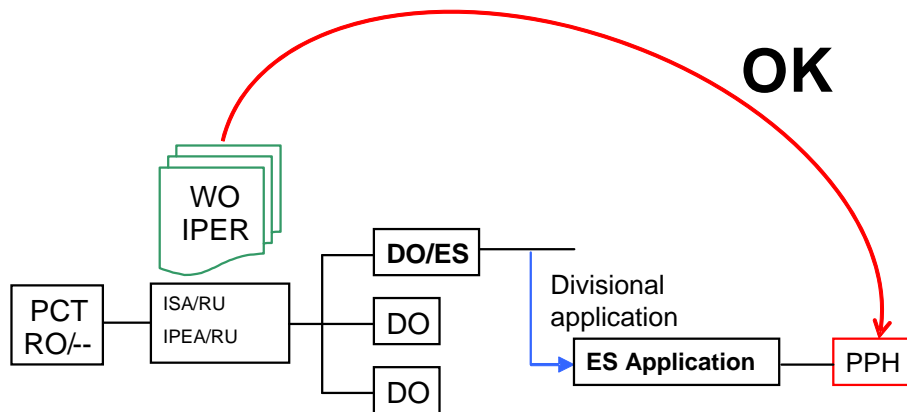 OK
WO
IPER
DO/ES
Divisional
application
PCT
RO/--
ISA/RU
IPEA/RU
DO
ES Application
PPH
DO